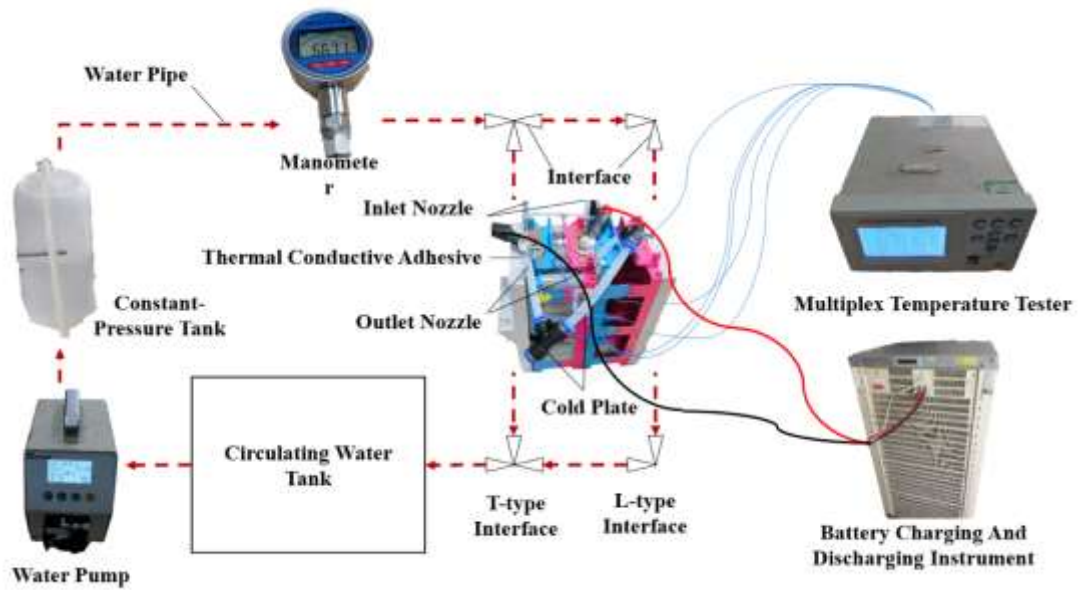 Water Pipe
Manomete
r
Interface
Inlet Nozzle
Thermal Conductive Adhesive
Outlet Nozzle
Constant-
Pressure Tank
Multiplex Temperature Tester
Cold Plate
Circulating Water
Tank
T-type
Interface
L-type
Interface
Battery Charging And
Discharging Instrument
Water Pump